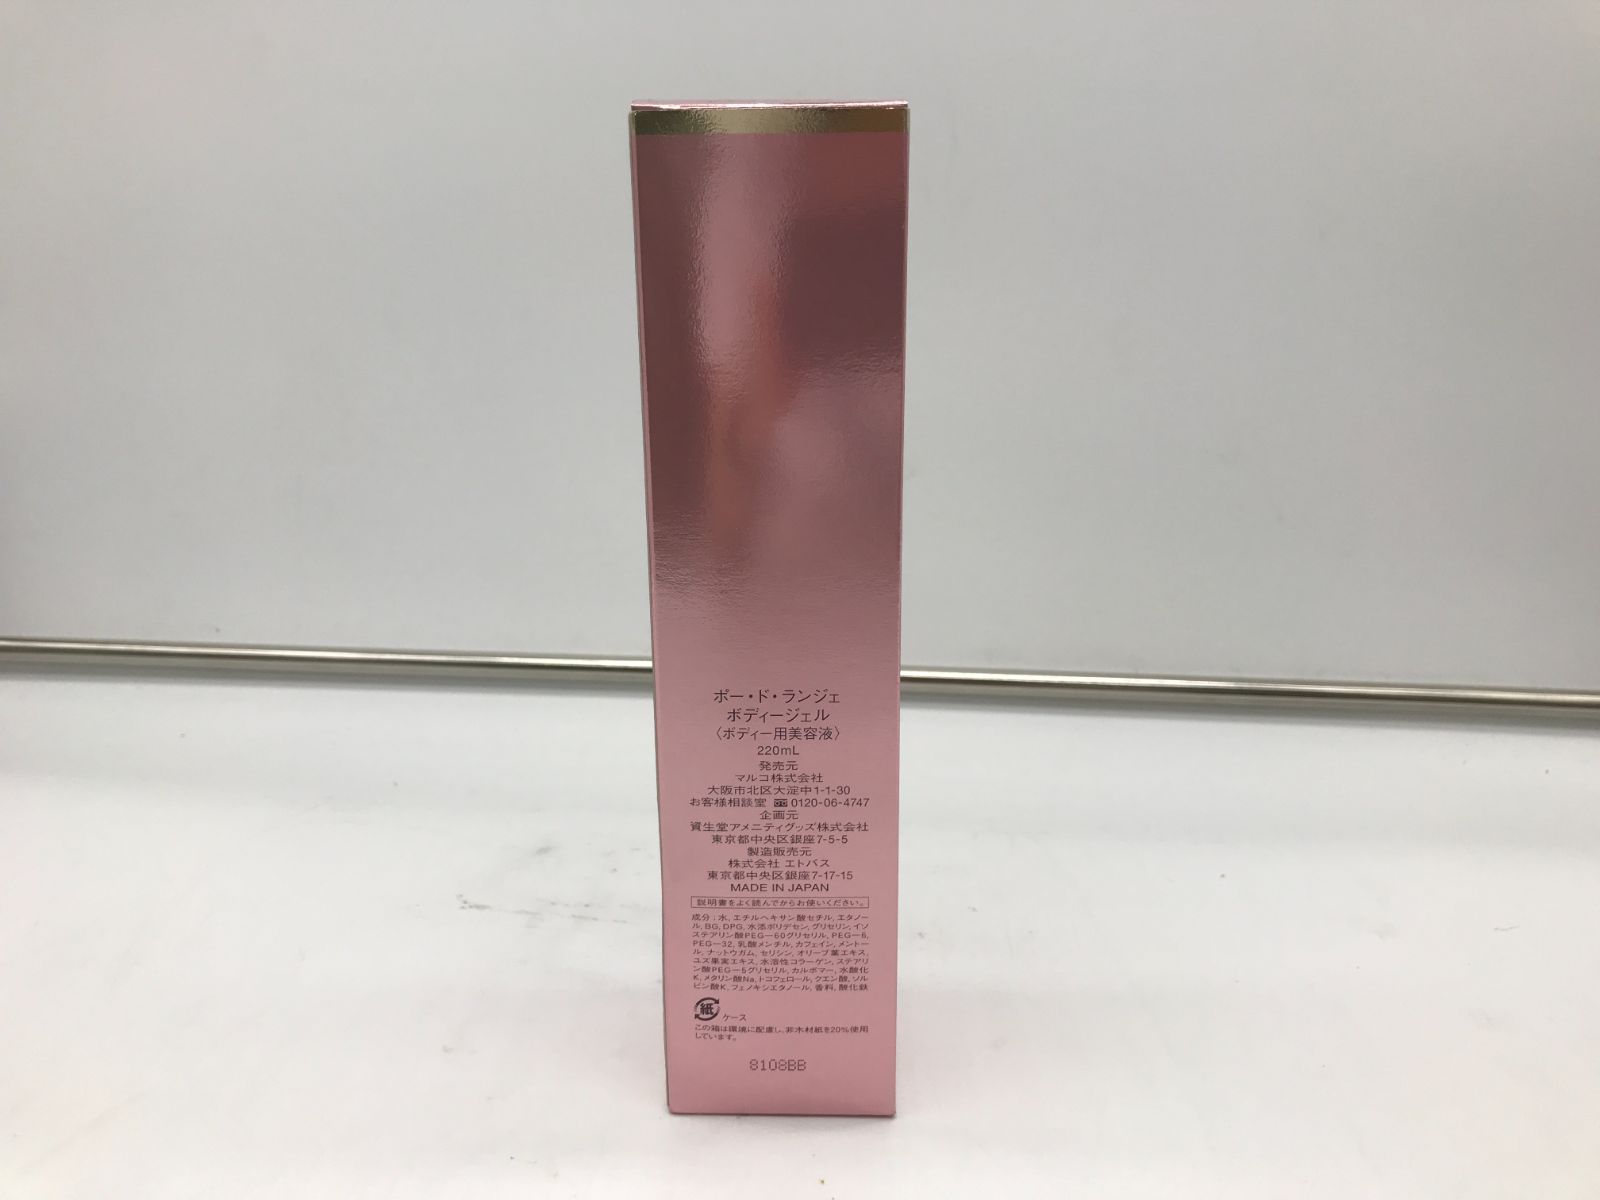 ポー・ド・ランジェ
ボディージェル
〈ボディー用美容液〉
220mL
発売元
マルコ株式会社
大阪市北区大淀中1-1-30
お客様相談室 0120-06-4747
企画元
資生堂アメニティグッズ株式会社
東京都中央区銀座7-5-5
製造販売元
株式会社 エトバス
東京都中央区銀座7-17-15
MADE IN JAPAN
説明書をよく読んでからお使いください。
成分：水, エチルヘキサン酸セチル, エタノー
ル, BG, DPG, 水添ポリデセン, グリセリン, イソ
ステアリン酸PEG－60グリセリル, PEG－6,
PEG－32, 乳酸メンチル, カフェイン, メントー
ル, ナットウガム, セリシン, オリーブ葉エキス,
ユズ果実エキス, 水溶性コラーゲン, ステアリ
ン酸PEG－5グリセリル, カルボマー, 水酸化
K, メタリン酸Na, トコフェロール, クエン酸, ソル
ビン酸K, フェノキシエタノール, 香料, 酸化鉄
紙 ケース
この箱は環境に配慮し、非木材紙を20%使用
しています。
8108BB